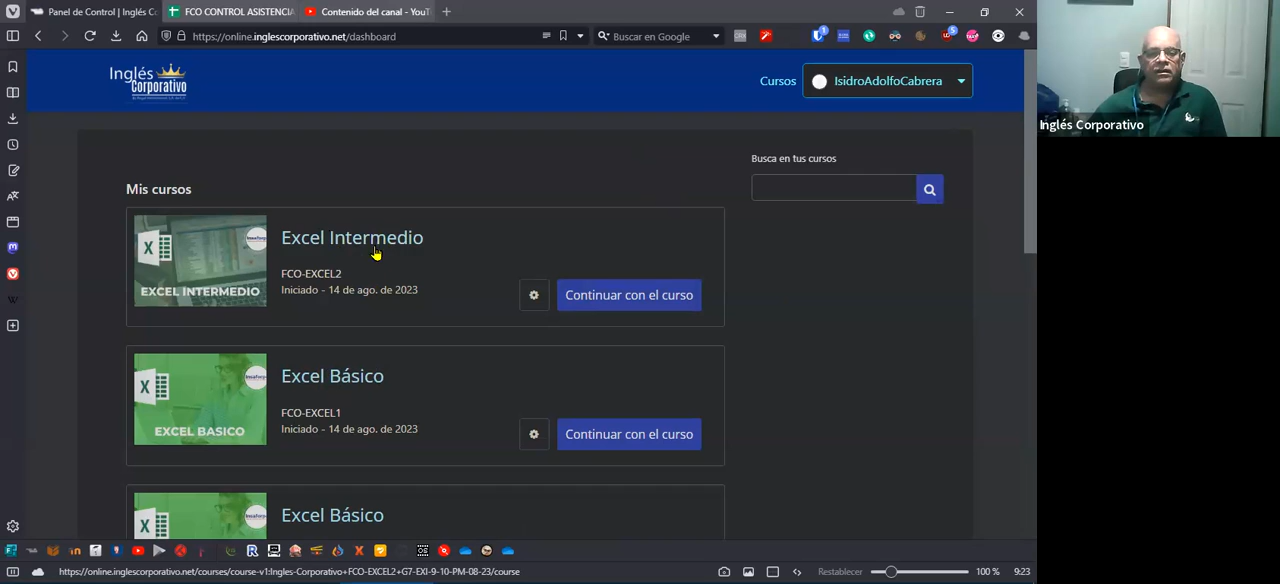 Panel de Control | Inglés C
FCO CONTROL ASISTENCIA
Contenido del canal - YouT
https://online.inglescorporativo.net/dashboard
Buscar en Google
Inglés
Corporativo
Cursos
IsidroAdolfoCabrera
Inglés Corporativo
Busca en tus cursos
Mis cursos
Excel Intermedio
FCO-EXCEL2
Iniciado - 14 de ago. de 2023
Continuar con el curso
EXCEL INTERMEDIO
Excel Básico
FCO-EXCEL1
Iniciado - 14 de ago. de 2023
Continuar con el curso
EXCEL BASICO
Excel Básico
https://online.inglescorporativo.net/courses/course-v1:Ingles-Corporativo+FCO-EXCEL2+G7-EXI-9-10-PM-08-23/course
Restablecer
100 %
9:23